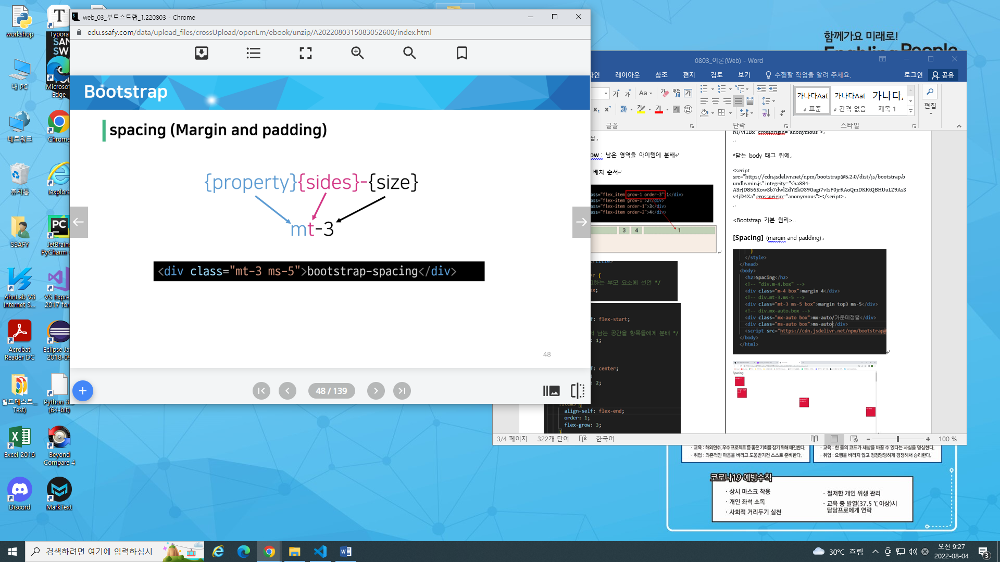 workshop
Typora
내 PC
Microsoft
Edge
네트워크
Chrome
휴지통
iexplore
SSAFY
JetBrains
PyCharm
AhnLab V3
Internet S...
VS Expre
2017 for
Acrobat
Reader DC
Eclipse Ja
2018-09
빌드테스트...
Test)
Python 3...
(64-bit)
Excel 2016
Beyond
Compare 4
Discord
MarkText
web_03_부트스트랩_1.220803 - Chrome
edu.ssafy.com/data/upload_files/crossUpload/openLrn/ebook/unzip/A2022080315083052600/index.html
Bootstrap
spacing (Margin and padding)
{property}{sides}-{size}
mt-3
<div class="mt-3 ms-5">bootstrap-spacing</div>
48
48 / 139
함께가요 미래로!
Enabling People
0803_이론(Web) - Word
레이아웃 참조 편지 검토 보기 수행할 작업을 알려 주세요. 로그인 공유
가나다AaB 가나다AaB 가나다
표준 간격 없음 제목 1
편집
글꼴 단락 스타일
성.
ow : 남은 영역을 아이템에 분배
배치 순서
class="flex_item grow-1 order-3">1</div>
class="flex-item grow-1">2</div>
class="flex-item order-1">3</div>
class="flex-item order-2">4</div>
3 4 1
er {
하는 부모 요소에 선언 */
ex;
f: flex-start;
서 남는 공간을 항목들에게 분배 */
: 1;
f: center;
;
: 2;
.items {
align-self: flex-end;
order: 1;
flex-grow: 3;
}
NI/vI1Bx" crossorigin="anonymous">
*닫는 body 태그 위에.
<script
src="https://cdn.jsdelivr.net/npm/bootstrap@5.2.0/dist/js/bootstrap.b
undle.min.js" integrity="sha384-
A3rJD856KowSb7dwlZdYEkO39Gagi7vIsF0jrRAoQmDKKtQBHUuLZ9AsS
v4jD4Xa" crossorigin="anonymous"></script>
<Bootstrap 기본 원리>
[Spacing] (margin and padding)
}
</style>
</head>
<body>
<h2>Spacing</h2>
<!-- "div.m-4.box" -->
<div class="m-4 box">margin 4</div>
<!-- div.mt-3.ms-5 -->
<div class="mt-3 ms-5 box">margin top3 ms-5</div>
<!-- div.mx-auto.box -->
<div class="mx-auto box">mx-auto/가운데정렬</div>
<div class="ms-auto box">ms-auto</div>
<script src="https://cdn.jsdelivr.net/npm/bootstrap@
</body>
</html>
Spacing
3/4 페이지 322개 단어 한국어 100 %
· 교육 : 해외연수, 우수 프로젝트 등 좋은 기회를 잡기 위해 매진한다.
· 취업 : 의존적인 마음을 버리고 도움받기전 스스로 준비한다.
· 교육 : 한 줄의 코드가 세상을 바꿀 수 있다는 사실을 명심한다.
· 취업 : 요행을 바라지 않고 정정당당하게 경쟁해서 승리한다.
코로나19 예방수칙
· 상시 마스크 착용
· 개인 좌석 소독
· 사회적 거리두기 실천
· 철저한 개인 위생 관리
· 교육 중 발열(37.5 ℃이상)시
담당프로에게 연락
검색하려면 여기에 입력하십시
30°C 흐림
오전 9:27
2022-08-04
3